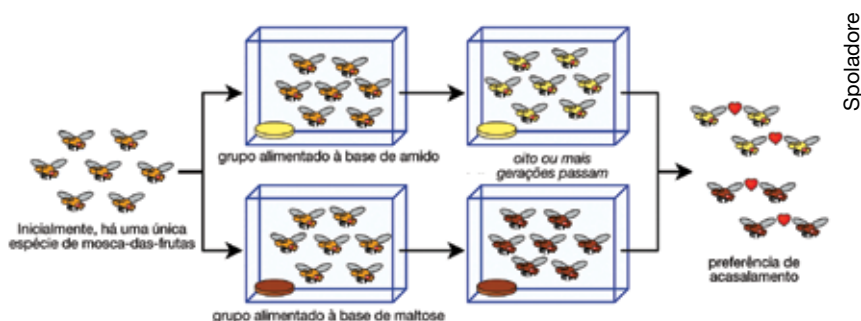 Spoladore
grupo alimentado à base de amido
oito ou mais
gerações passam
Inicialmente, há uma única
espécie de mosca-das-frutas
preferência de
acasalamento
grupo alimentado à base de maltose